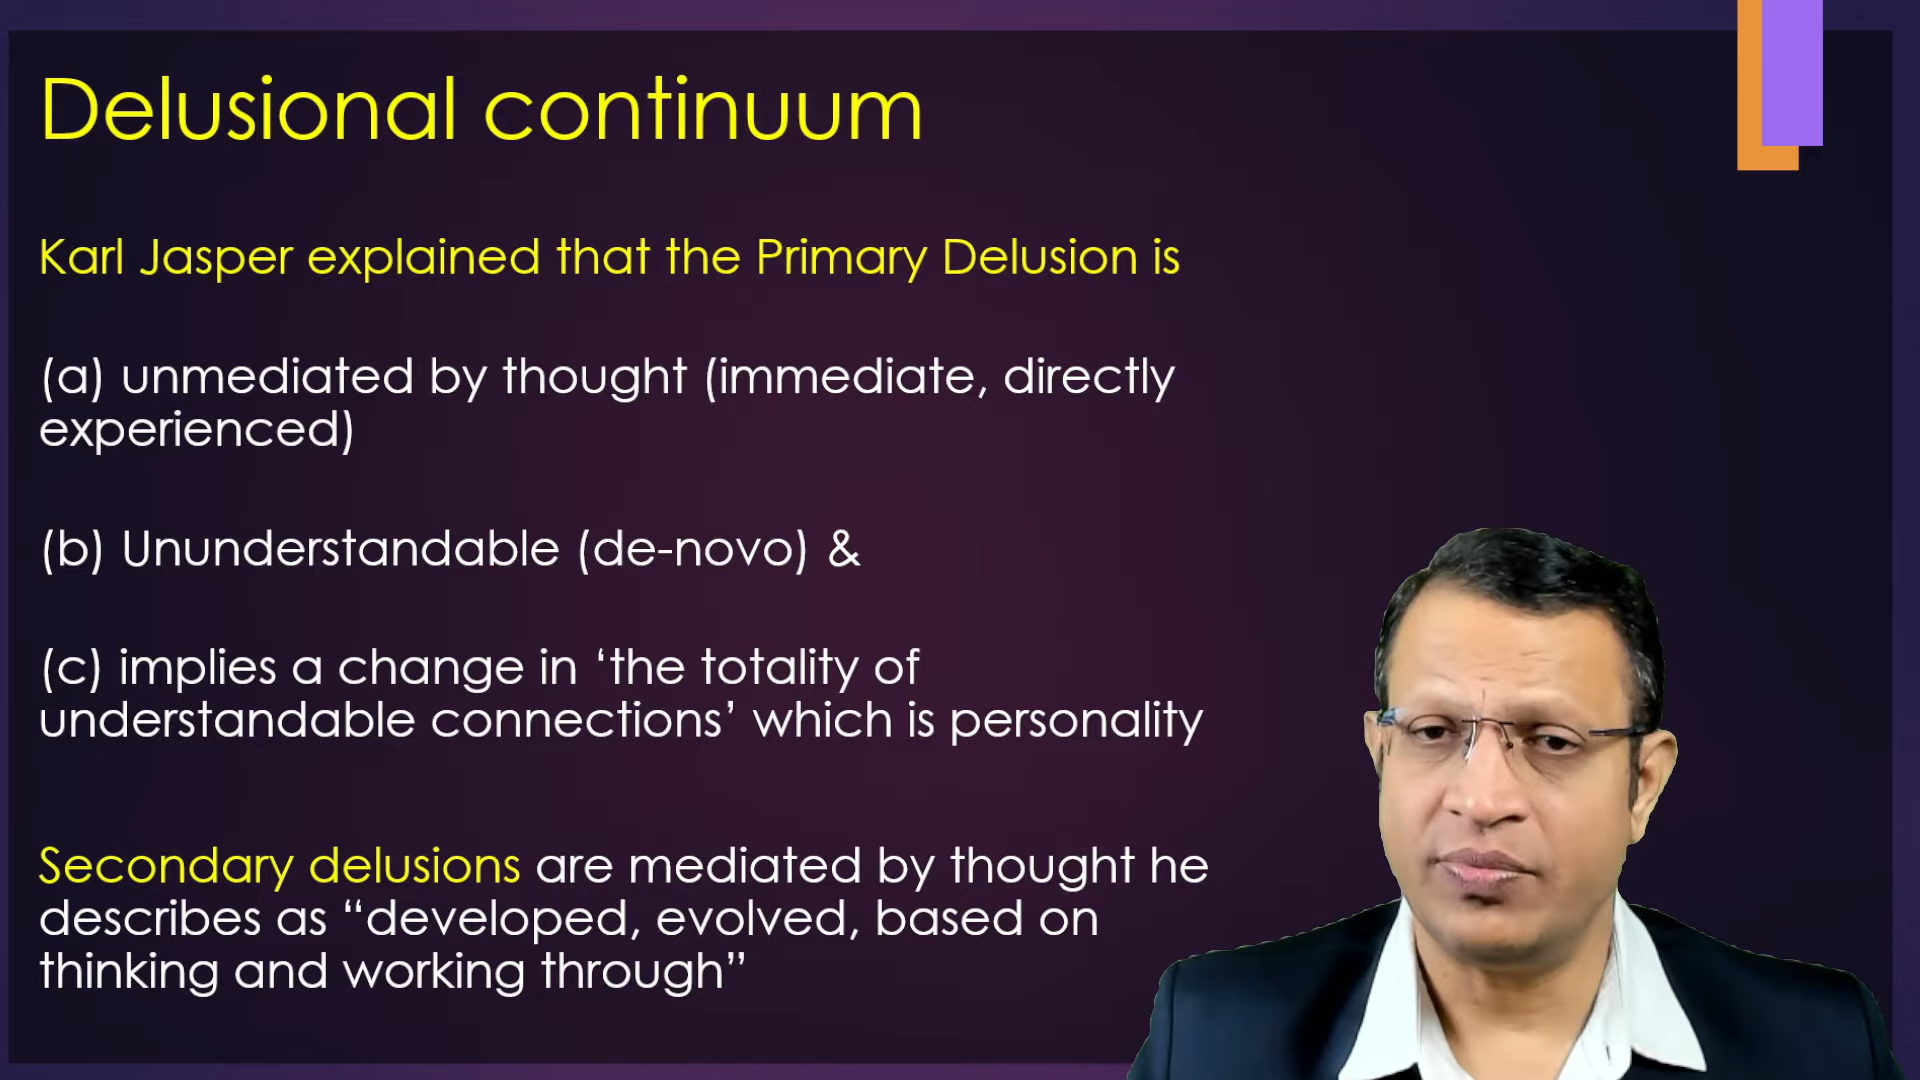 Delusional continuum
Karl Jasper explained that the Primary Delusion is
(a) unmediated by thought (immediate, directly
experienced)
(b) Ununderstandable (de-novo) &
(c) implies a change in ‘the totality of
understandable connections’ which is personality
Secondary delusions are mediated by thought he
describes as “developed, evolved, based on
thinking and working through”